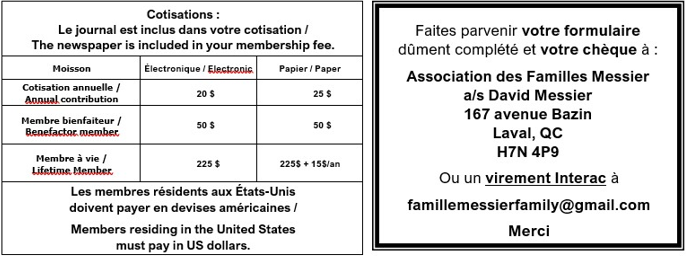 Cotisations :
Le journal est inclus dans votre cotisation /
The newspaper is included in your membership fee.
Moisson
Électronique / Electronic
Papier / Paper
Cotisation annuelle /
Annual contribution
20 $
25 $
Membre bienfaiteur /
Benefactor member
50 $
50 $
Membre à vie /
Lifetime Member
225 $
225$ + 15$/an
Les membres résidents aux États-Unis
doivent payer en devises américaines /
Members residing in the United States
must pay in US dollars.
Faites parvenir votre formulaire
dûment complété et votre chèque à :
Association des Familles Messier
a/s David Messier
167 avenue Bazin
Laval, QC
H7N 4P9
Ou un virement Interac à
famillemessierfamily@gmail.com
Merci